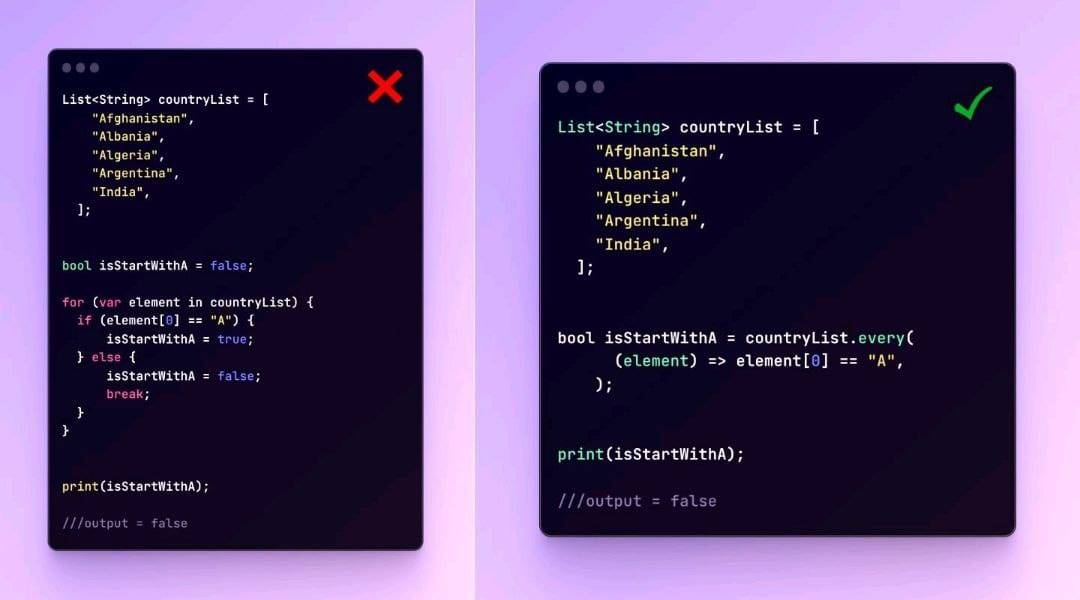 List<String> countryList = [
    "Afghanistan",
    "Albania",
    "Algeria",
    "Argentina",
    "India",
  ];
bool isStartWithA = false;
for (var element in countryList) {
  if (element[0] == "A") {
      isStartWithA = true;
  } else {
      isStartWithA = false;
      break;
  }
}
print(isStartWithA);
///output = false
List<String> countryList = [
    "Afghanistan",
    "Albania",
    "Algeria",
    "Argentina",
    "India",
  ];
bool isStartWithA = countryList.every(
      (element) => element[0] == "A",
    );
print(isStartWithA);
///output = false